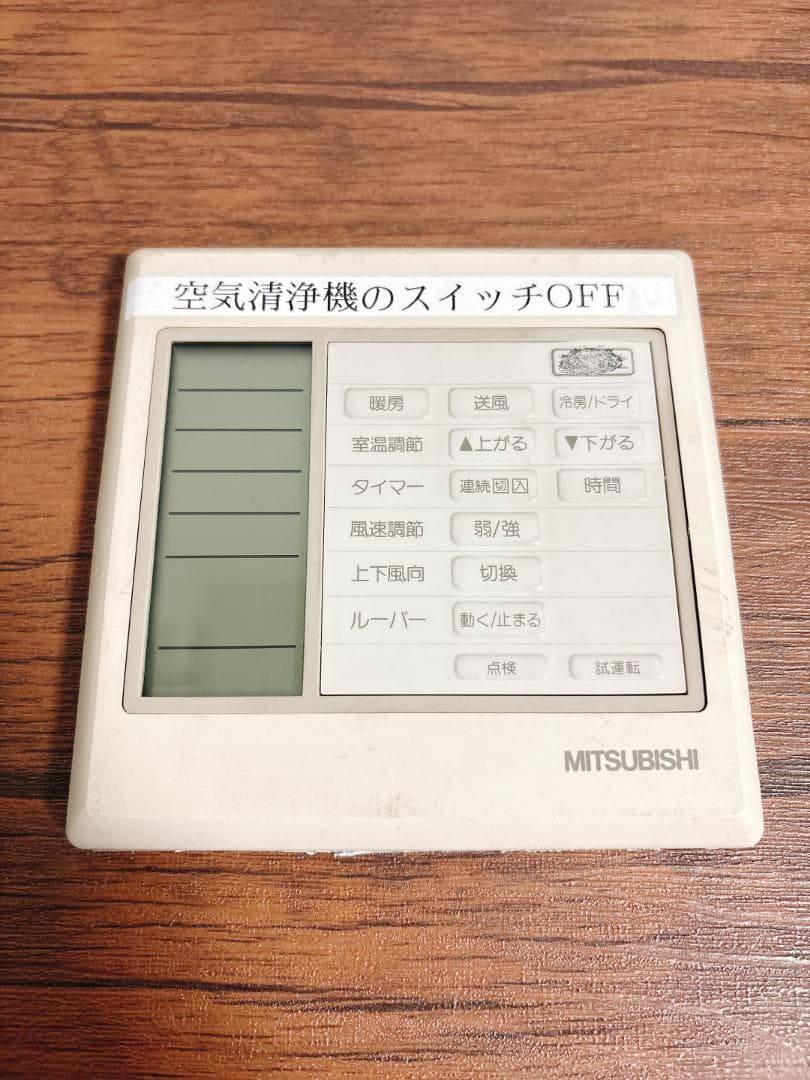 空気清浄機のスイッチOFF
暖房 送風 冷房/ドライ
室温調節 ▲上がる ▼下がる
タイマー 連続切入 時間
風速調節 弱/強
上下風向 切換
ルーバー 動く/止まる
点検 試運転
MITSUBISHI